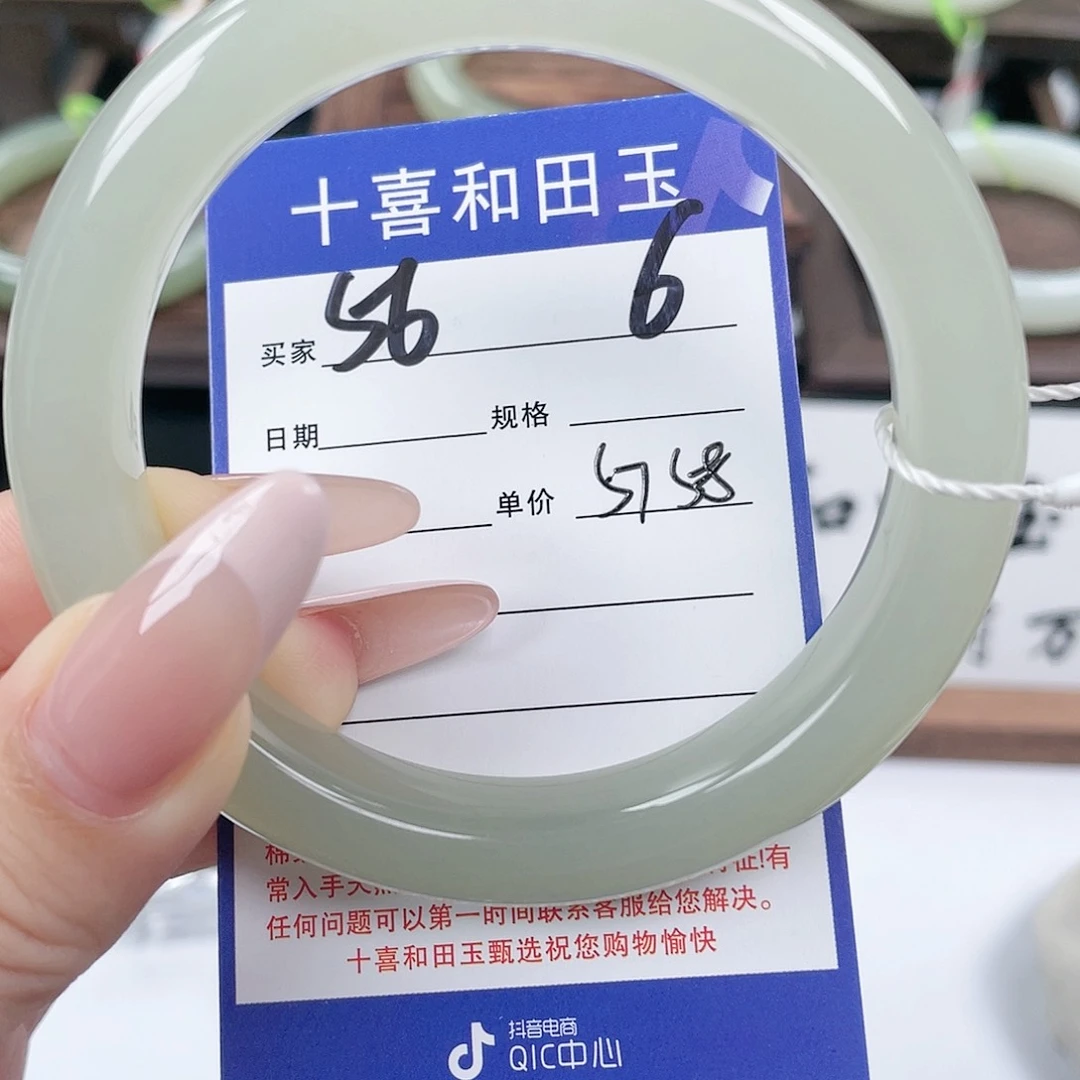 十喜和田玉
买家 56 6
日期 规格
单价 5758
常入手
任何问题可以第一时间联系客服给您解决。
十喜和田玉甄选祝您购物愉快
抖音电商
QIC中心